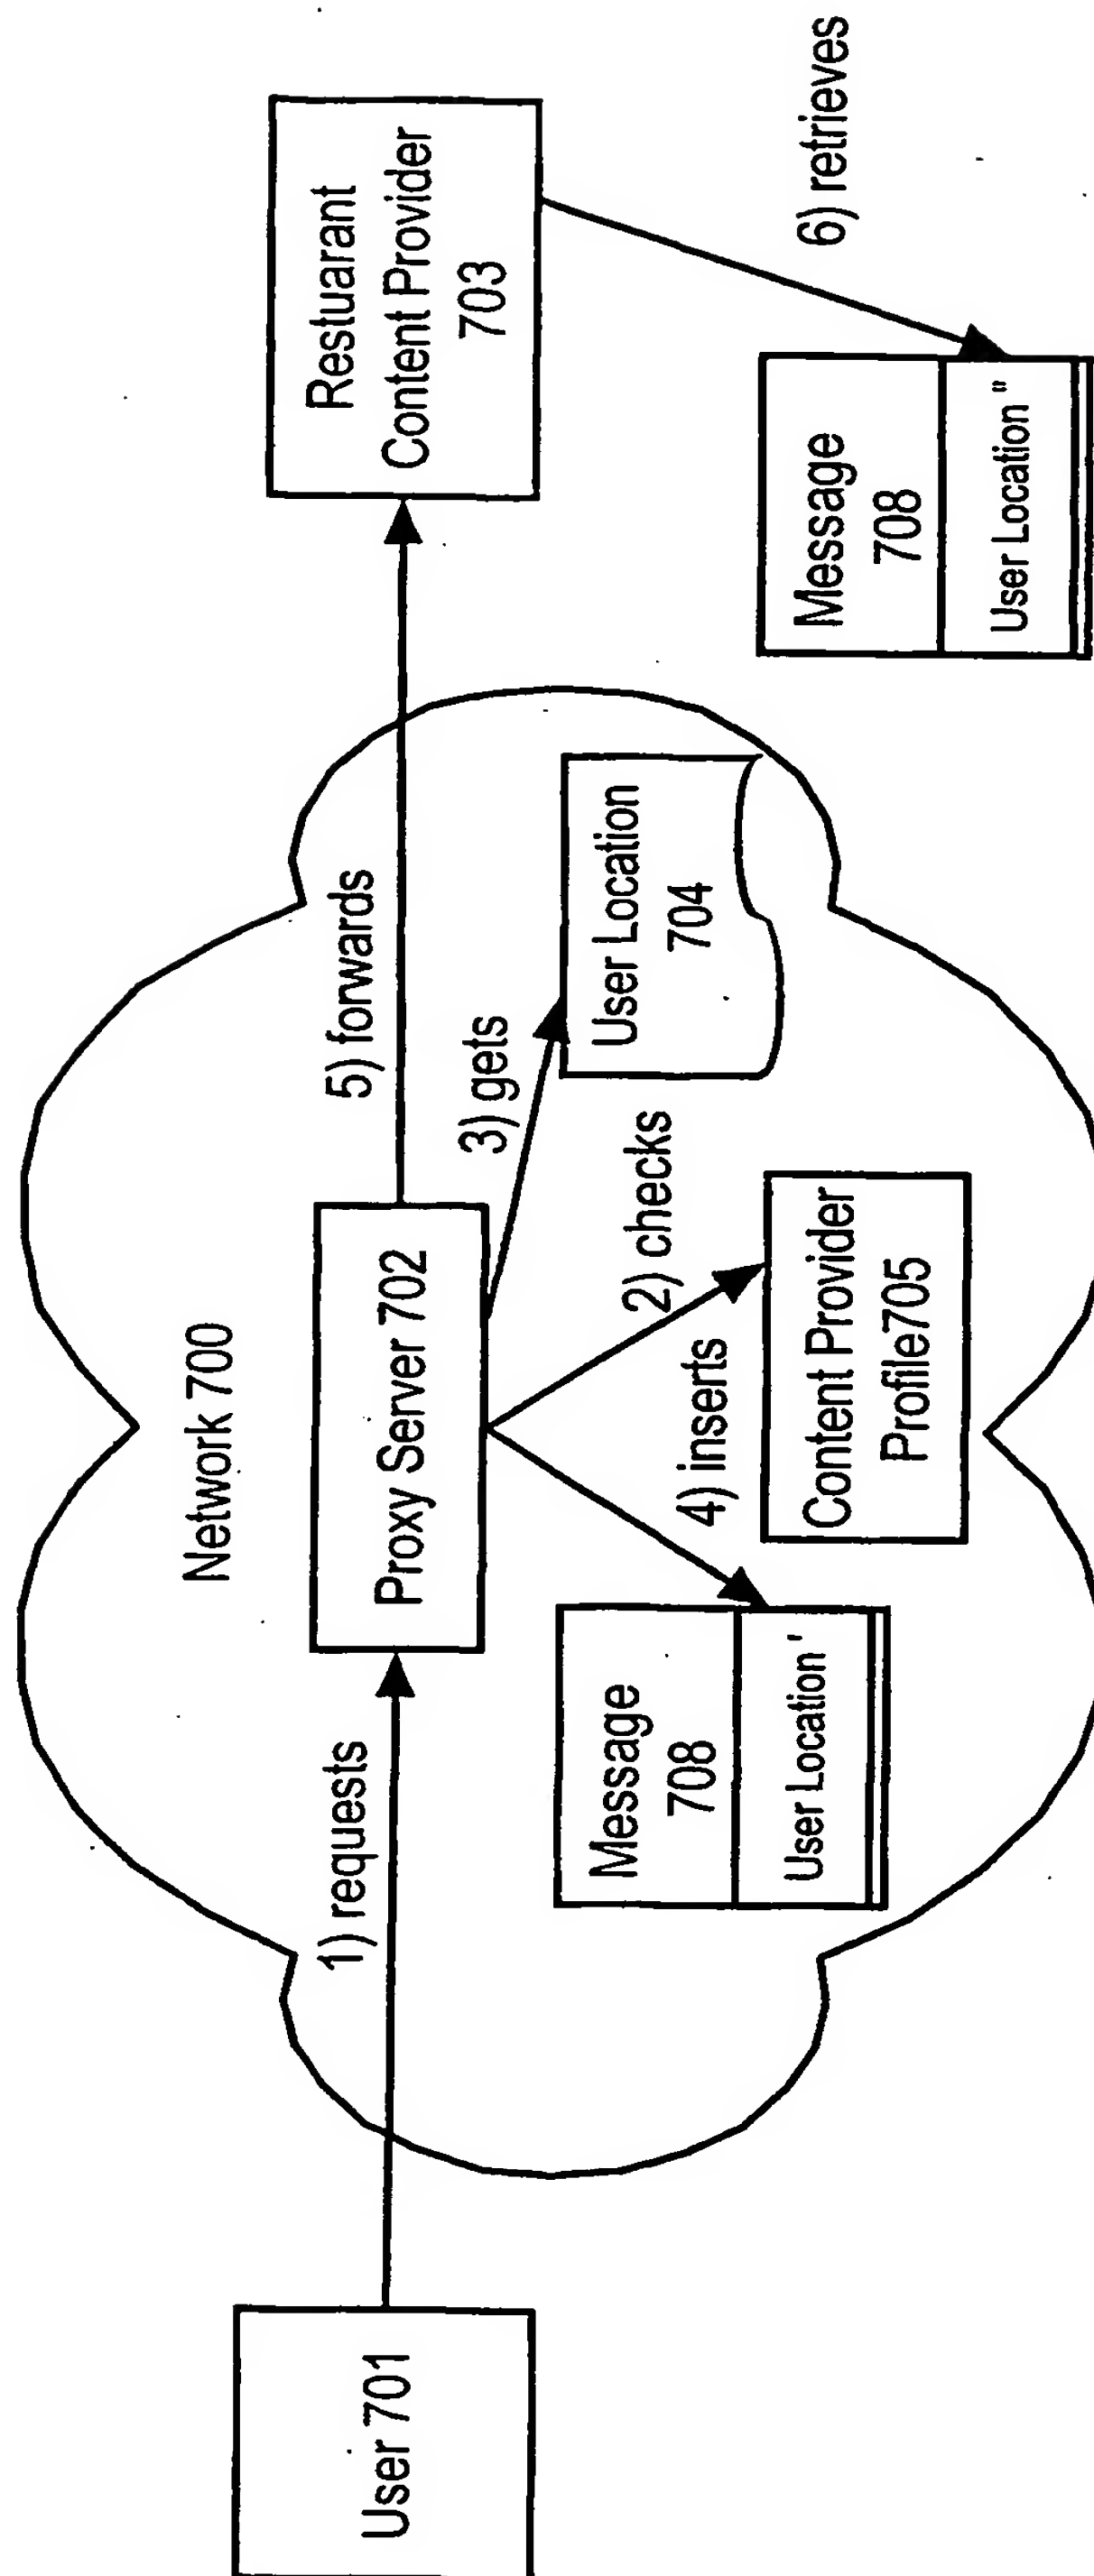 Network 700
User 701
1) requests
Proxy Server 702
5) forwards
Restuarant
Content Provider
703
3) gets
User Location
704
2) checks
Content Provider
Profile705
4) inserts
Message
708
User Location '
6) retrieves
Message
708
User Location "